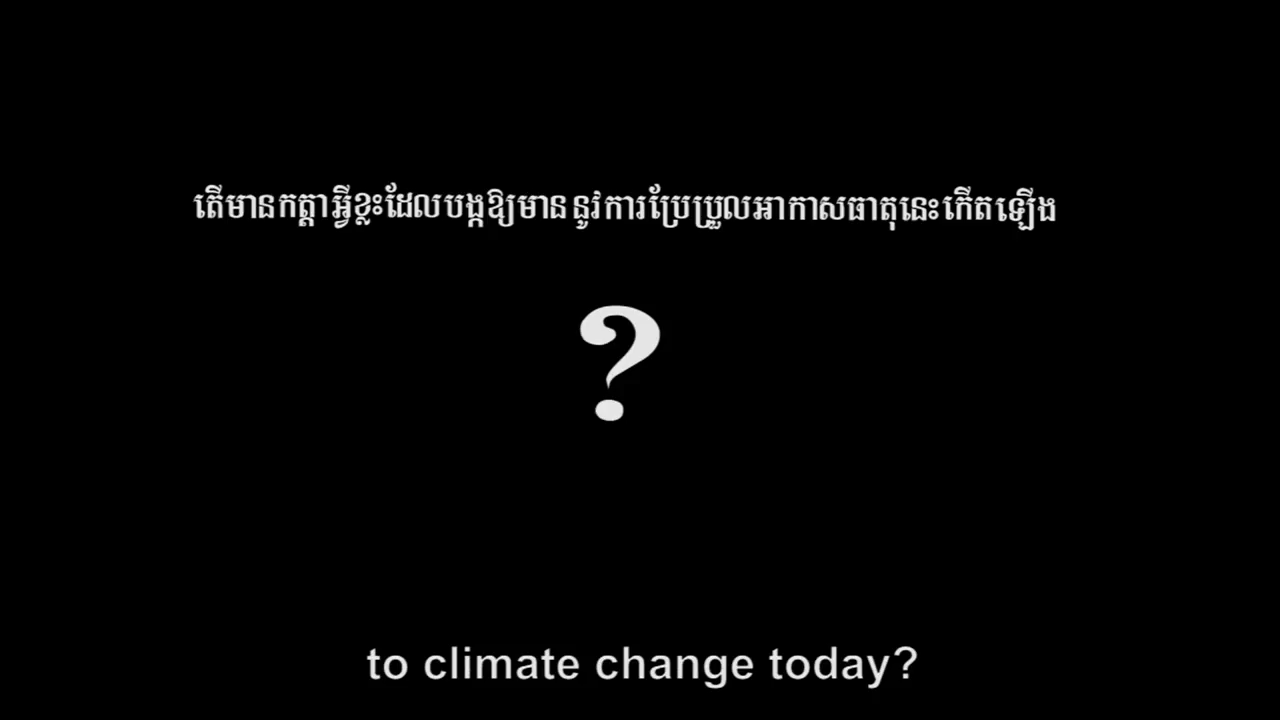 តើមានកត្តាអ្វីខ្លះដែលបង្កឱ្យមាននូវការប្រែប្រួលអាកាសធាតុនេះកើតឡើង
?
to climate change today?